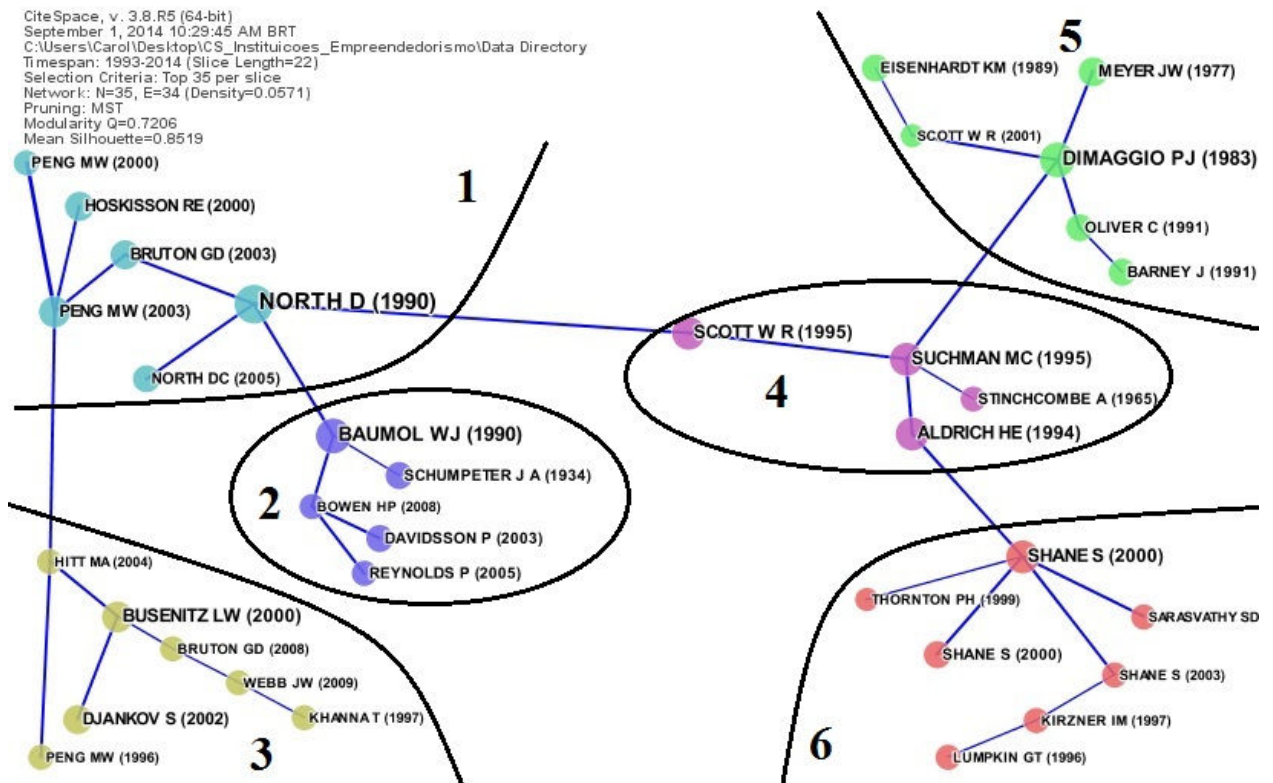 CiteSpace, v. 3.8.R5 (64-bit)
September 1, 2014 10:29:45 AM BRT
C:\Users\Carol\Desktop\CS_Instituicoes_Empreendedorismo\Data Directory
Timespan: 1993-2014 (Slice Length=22)
Selection Criteria: Top 35 per slice
Network: N=35, E=34 (Density=0.0571)
Pruning: MST
Modularity Q=0.7206
Mean Silhouette=0.8519
1
PENG MW (2000)
HOSKISSON RE (2000)
BRUTON GD (2003)
PENG MW (2003)
NORTH D (1990)
NORTH DC (2005)
2
BAUMOL WJ (1990)
SCHUMPETER J A (1934)
BOWEN HP (2008)
DAVIDSSON P (2003)
REYNOLDS P (2005)
3
HITT MA (2004)
BUSENITZ LW (2000)
BRUTON GD (2008)
WEBB JW (2009)
KHANNA T (1997)
DJANKOV S (2002)
PENG MW (1996)
4
SCOTT W R (1995)
SUCHMAN MC (1995)
STINCHCOMBE A (1965)
ALDRICH HE (1994)
5
EISENHARDT KM (1989)
MEYER JW (1977)
SCOTT W R (2001)
DIMAGGIO PJ (1983)
OLIVER C (1991)
BARNEY J (1991)
6
SHANE S (2000)
THORNTON PH (1999)
SARASVATHY SD
SHANE S (2000)
SHANE S (2003)
KIRZNER IM (1997)
LUMPKIN GT (1996)